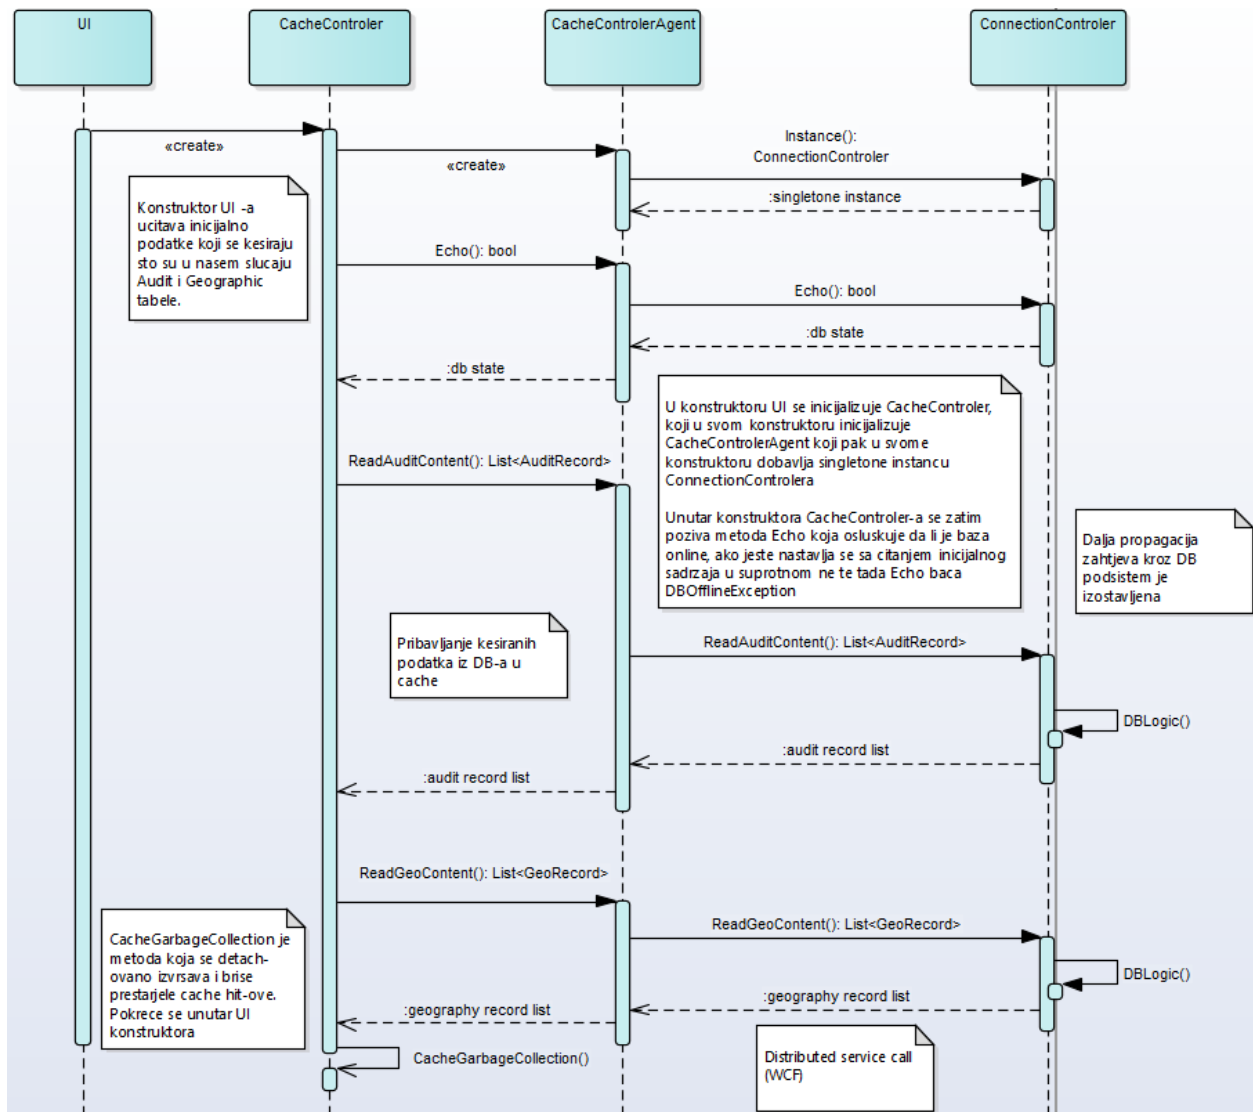 UI
CacheControler
CacheControlerAgent
ConnectionControler
«create»
«create»
Instance():
ConnectionControler
:singletone instance
Konstruktor UI -a
ucitava inicijalno
podatke koji se kesiraju
sto su u nasem slucaju
Audit i Geographic
tabele.
Echo(): bool
Echo(): bool
:db state
:db state
U konstruktoru UI se inicijalizuje CacheControler,
koji u svom konstruktoru inicijalizuje
CacheControlerAgent koji pak u svome
konstruktoru dobavlja singletone instancu
ConnectionControlera
Unutar konstruktora CacheControler-a se zatim
poziva metoda Echo koja osluskuje da li je baza
online, ako jeste nastavlja se sa citanjem inicijalnog
sadrzaja u suprotnom ne te tada Echo baca
DBOfflineException
ReadAuditContent(): List<AuditRecord>
Dalja propagacija
zahtjeva kroz DB
podsistem je
izostavljena
Pribavljanje kesiranih
podatka iz DB-a u
cache
ReadAuditContent(): List<AuditRecord>
DBLogic()
:audit record list
:audit record list
ReadGeoContent(): List<GeoRecord>
ReadGeoContent(): List<GeoRecord>
CacheGarbageCollection je
metoda koja se detach-
ovano izvrsava i brise
prestarjele cache hit-ove.
Pokrece se unutar UI
konstruktora
DBLogic()
:geography record list
:geography record list
CacheGarbageCollection()
Distributed service call
(WCF)